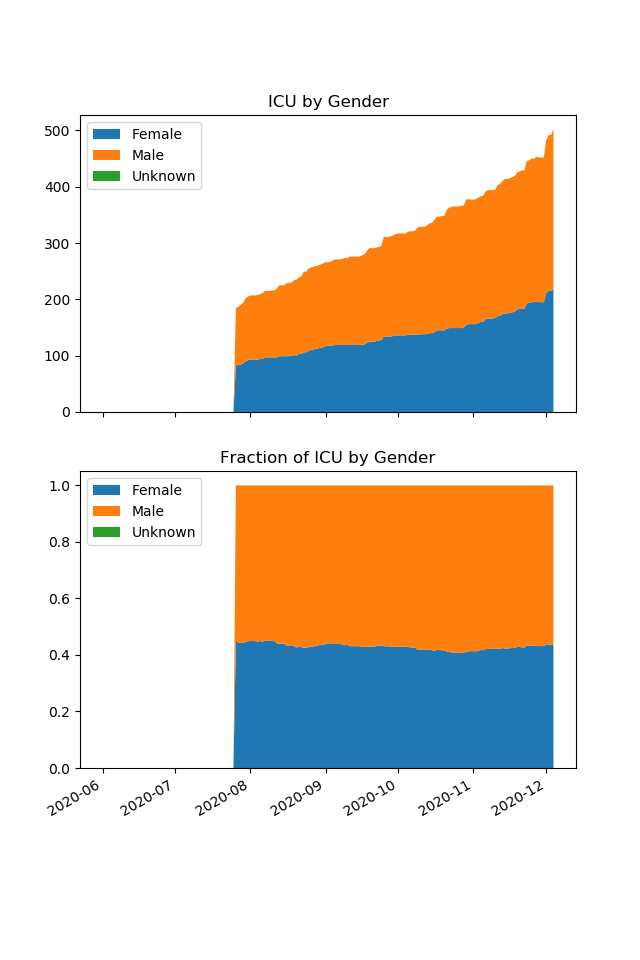 ICU by Gender
500
400
300
200
100
0
Female
Male
Unknown
Fraction of ICU by Gender
1.0
0.8
0.6
0.4
0.2
0.0
Female
Male
Unknown
2020-06
2020-07
2020-08
2020-09
2020-10
2020-11
2020-12